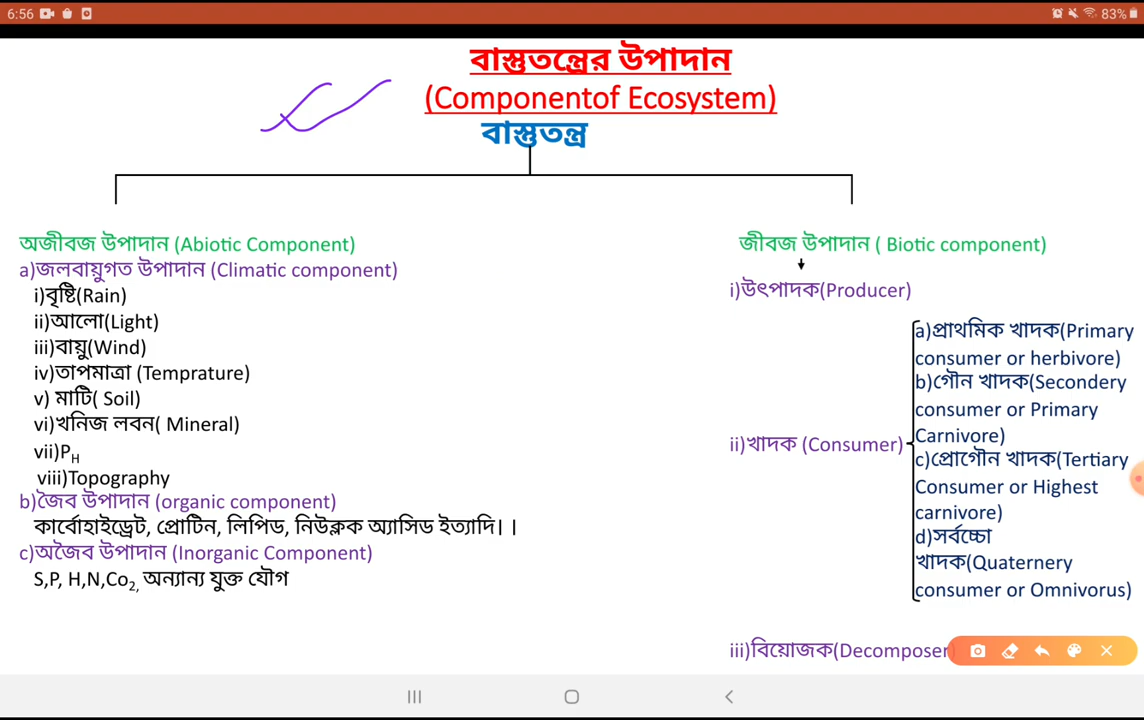 6:56
83%
বাস্তুতন্ত্রের উপাদান
(Componentof Ecosystem)
বাস্তুতন্ত্র
অজীবজ উপাদান (Abiotic Component)
a)জলবায়ুগত উপাদান (Climatic component)
i)বৃষ্টি(Rain)
ii)আলো(Light)
iii)বায়ু(Wind)
iv)তাপমাত্রা (Temprature)
v) মাটি( Soil)
vi)খনিজ লবন( Mineral)
vii)PH
viii)Topography
b)জৈব উপাদান (organic component)
কার্বোহাইড্রেট, প্রোটিন, লিপিড, নিউক্লক অ্যাসিড ইত্যাদি। ।
c)অজৈব উপাদান (Inorganic Component)
S,P, H,N,Co2, অন্যান্য যুক্ত যৌগ
জীবজ উপাদান ( Biotic component)
i)উৎপাদক(Producer)
ii)খাদক (Consumer)
a)প্রাথমিক খাদক(Primary
consumer or herbivore)
b)গৌন খাদক(Secondery
consumer or Primary
Carnivore)
c)প্রোগৌন খাদক(Tertiary
Consumer or Highest
carnivore)
d)সর্বচ্চো
খাদক(Quaternery
consumer or Omnivorus)
iii)বিয়োজক(Decomposer)